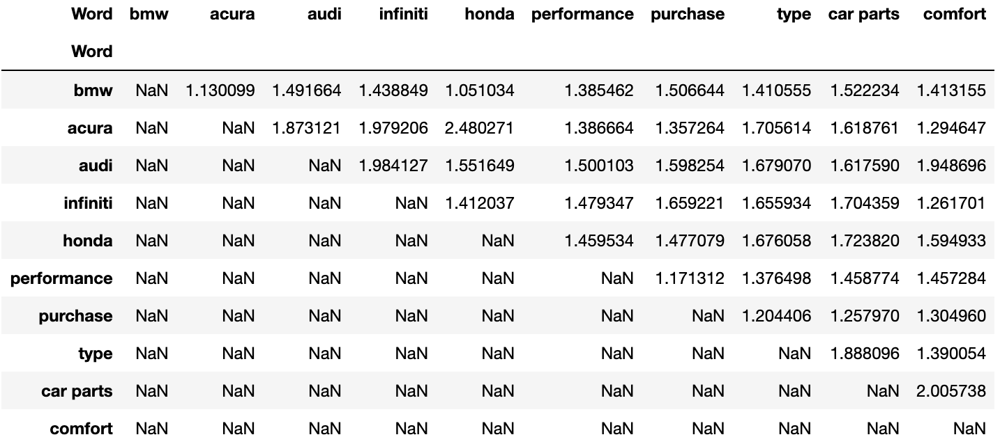 Word bmw acura audi infiniti honda performance purchase type car parts comfort
Word
bmw NaN 1.130099 1.491664 1.438849 1.051034 1.385462 1.506644 1.410555 1.522234 1.413155
acura NaN NaN 1.873121 1.979206 2.480271 1.386664 1.357264 1.705614 1.618761 1.294647
audi NaN NaN NaN 1.984127 1.551649 1.500103 1.598254 1.679070 1.617590 1.948696
infiniti NaN NaN NaN NaN 1.412037 1.479347 1.659221 1.655934 1.704359 1.261701
honda NaN NaN NaN NaN NaN 1.459534 1.477079 1.676058 1.723820 1.594933
performance NaN NaN NaN NaN NaN NaN 1.171312 1.376498 1.458774 1.457284
purchase NaN NaN NaN NaN NaN NaN NaN 1.204406 1.257970 1.304960
type NaN NaN NaN NaN NaN NaN NaN NaN 1.888096 1.390054
car parts NaN NaN NaN NaN NaN NaN NaN NaN NaN 2.005738
comfort NaN NaN NaN NaN NaN NaN NaN NaN NaN NaN